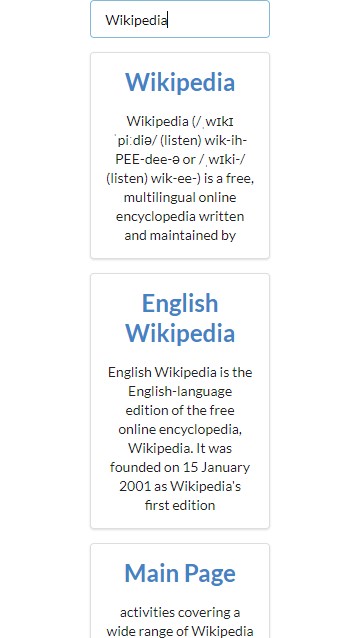 Wikipedia
Wikipedia
Wikipedia (/ˌwɪkɪ
ˈpiːdiə/ (listen) wik-ih-
PEE-dee-ə or /ˌwɪki-/
(listen) wik-ee-) is a free,
multilingual online
encyclopedia written
and maintained by
English
Wikipedia
English Wikipedia is the
English-language
edition of the free
online encyclopedia,
Wikipedia. It was
founded on 15 January
2001 as Wikipedia's
first edition
Main Page
activities covering a
wide range of Wikipedia